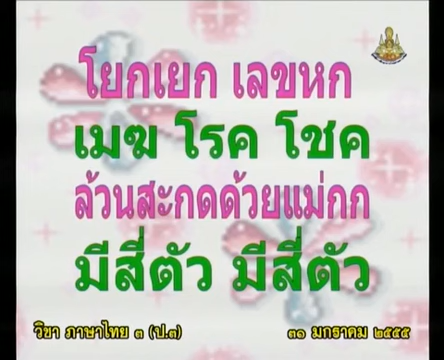 โยกเยก เลขหก
เมฆ โรค โชค
ล้วนสะกดด้วยแม่กก
มีสี่ตัว มีสี่ตัว
วิชา ภาษาไทย ๓ (ป.๓)
๓๑ มกราคม ๒๕๕๕